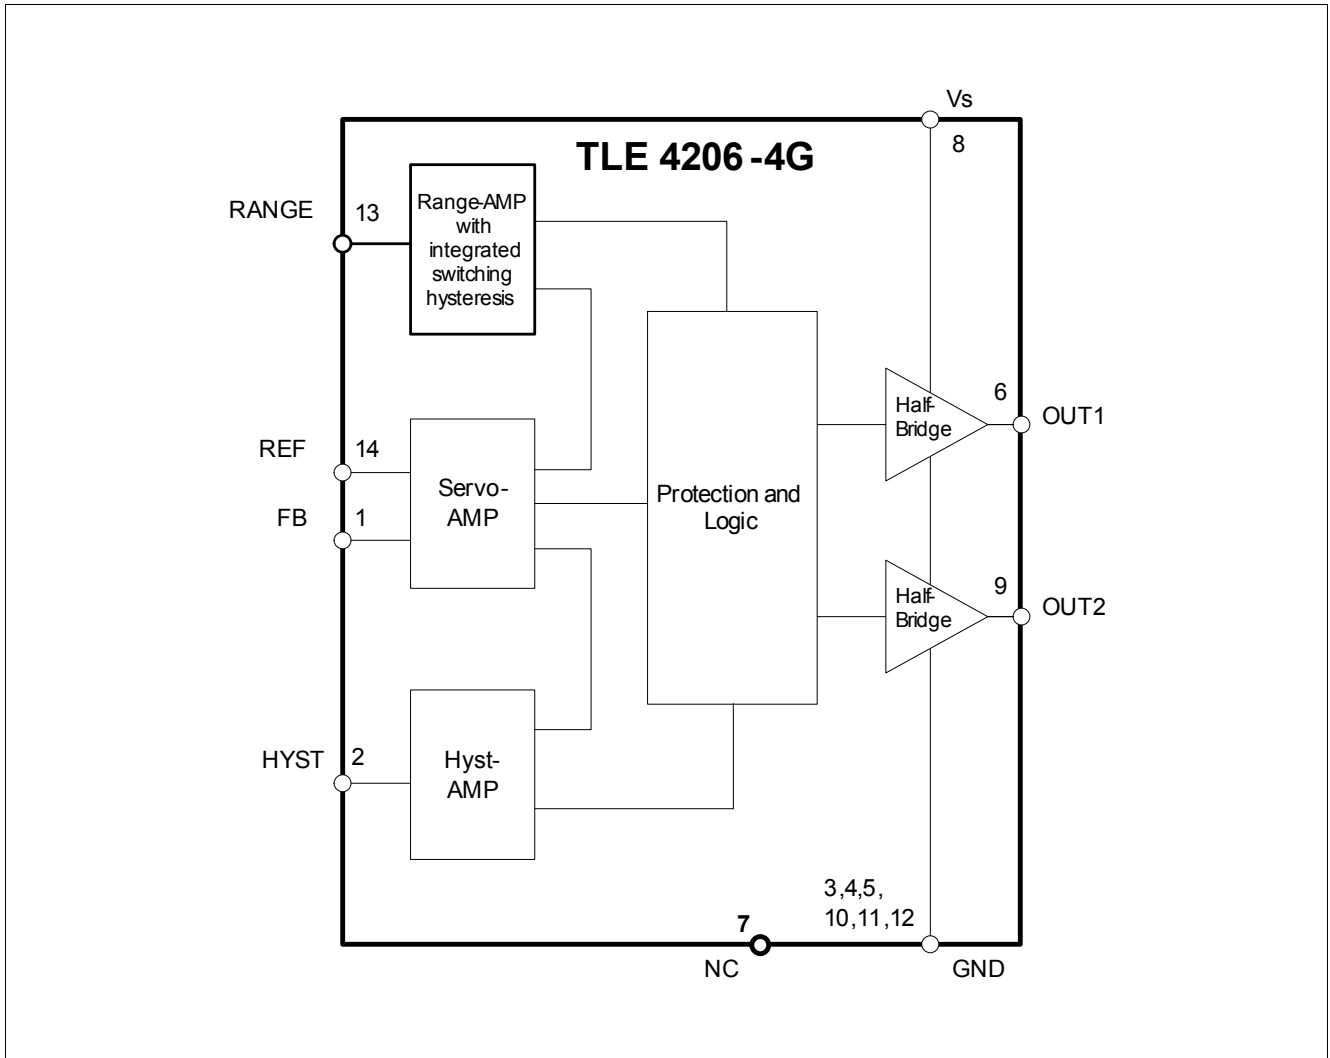 Vs
8
TLE 4206-4G
RANGE
13
Range-AMP
with
integrated
switching
hysteresis
REF
14
FB
1
Servo-
AMP
Protection and
Logic
Half-
Bridge
6
OUT1
Half-
Bridge
9
OUT2
HYST
2
Hyst-
AMP
3,4,5,
10,11,12
7
NC
GND